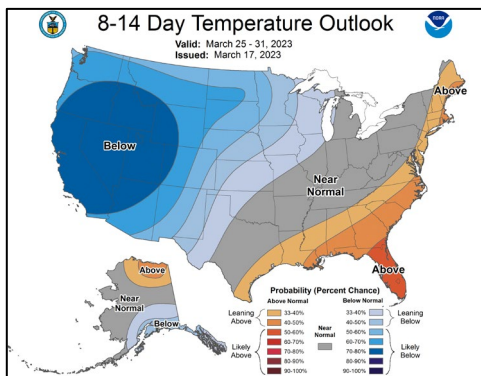 8-14 Day Temperature Outlook
Valid: March 25 - 31, 2023
Issued: March 17, 2023
noaa
Above
Below
Near
Normal
Above
Above
Near
Normal
Below
Probability (Percent Chance)
Above Normal
Below Normal
Leaning
Above
Likely
Above
33-40%
40-50%
50-60%
60-70%
70-80%
80-90%
90-100%
Near
Normal
33-40%
40-50%
50-60%
60-70%
70-80%
80-90%
90-100%
Leaning
Below
Likely
Below